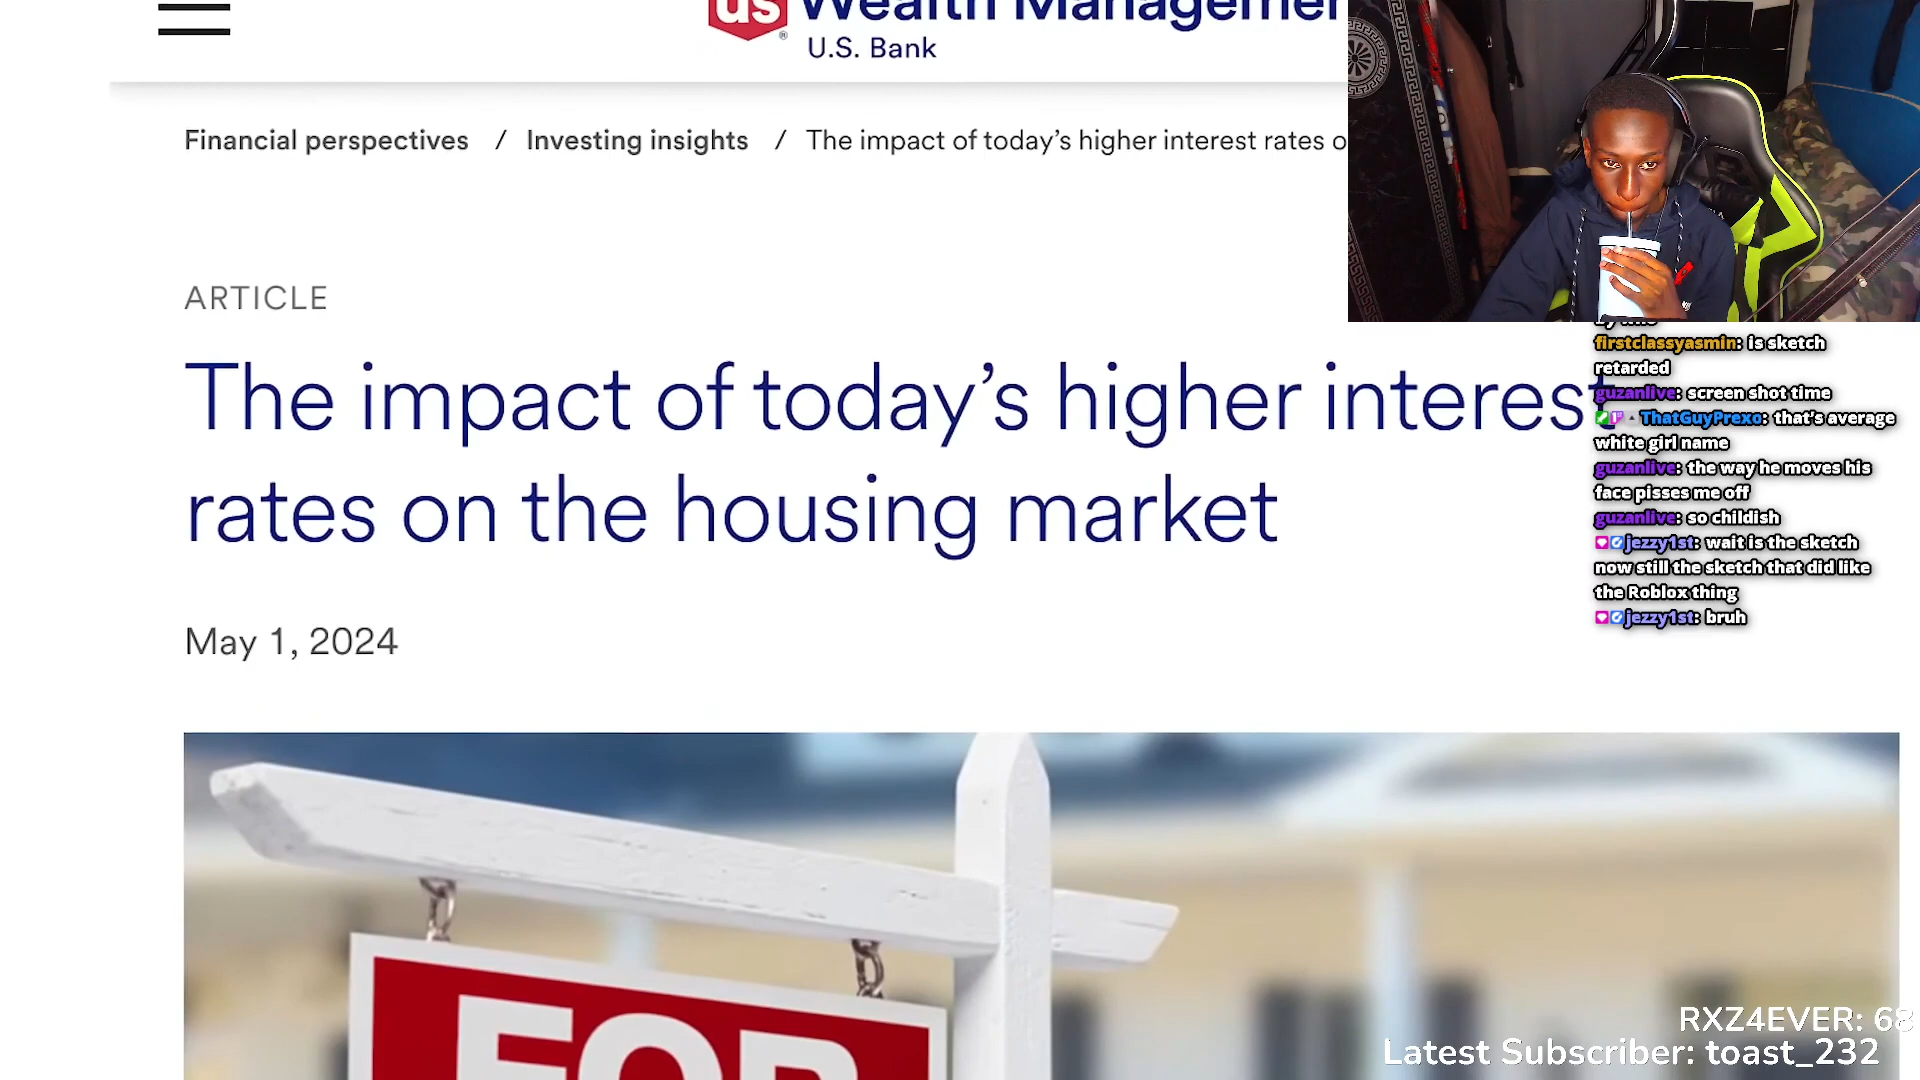 us Wealth Managemen
U.S. Bank
Financial perspectives / Investing insights / The impact of today’s higher interest rates o
ARTICLE
The impact of today’s higher interest
rates on the housing market
May 1, 2024
FOR
firstclassyasmin: is sketch
retarded
guzanlive: screen shot time
ThatGuyPrexo: that's average
white girl name
guzanlive: the way he moves his
face pisses me off
guzanlive: so childish
jezzy1st: wait is the sketch
now still the sketch that did like
the Roblox thing
jezzy1st: bruh
RXZ4EVER: 68
Latest Subscriber: toast_232